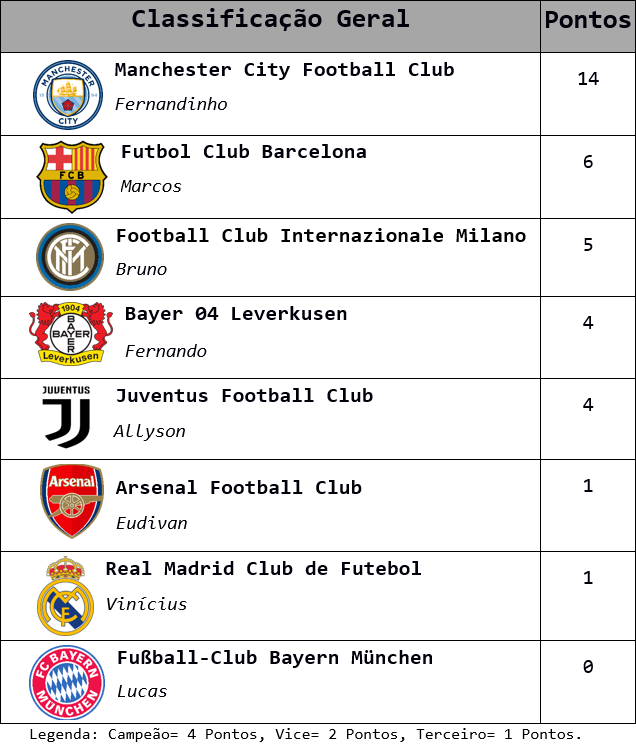 Classificação Geral Pontos
MANCHESTER
18 94
CITY
Manchester City Football Club
14
Fernandinho
FCB
Futbol Club Barcelona
6
Marcos
Football Club Internazionale Milano
5
Bruno
1904
BAYER
BAYER
Leverkusen
Bayer 04 Leverkusen
4
Fernando
JUVENTUS
Juventus Football Club
4
Allyson
Arsenal
Arsenal Football Club
1
Eudivan
Real Madrid Club de Futebol
1
Vinícius
FC BAYERN
MÜNCHEN
Fußball-Club Bayern München
0
Lucas
Legenda: Campeão= 4 Pontos, Vice= 2 Pontos, Terceiro= 1 Pontos.